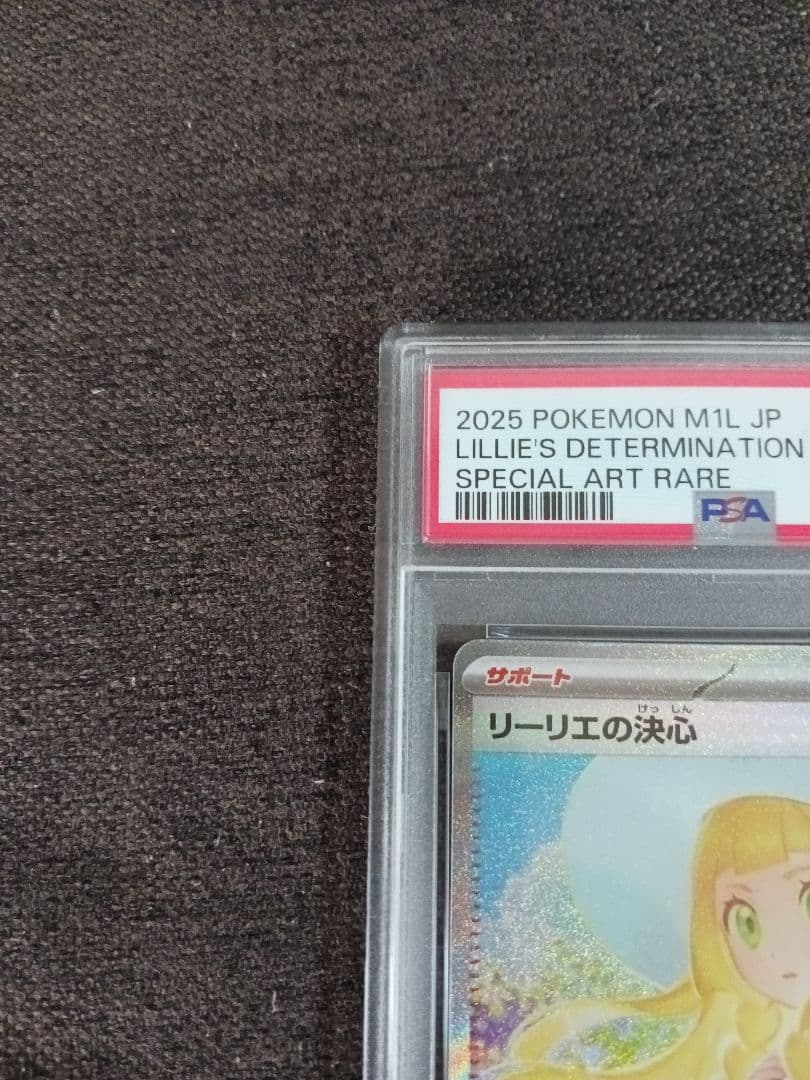 2025 POKEMON M1L JP
LILLIE'S DETERMINATION
SPECIAL ART RARE
PSA
サポート
けっしん
リーリエの決心